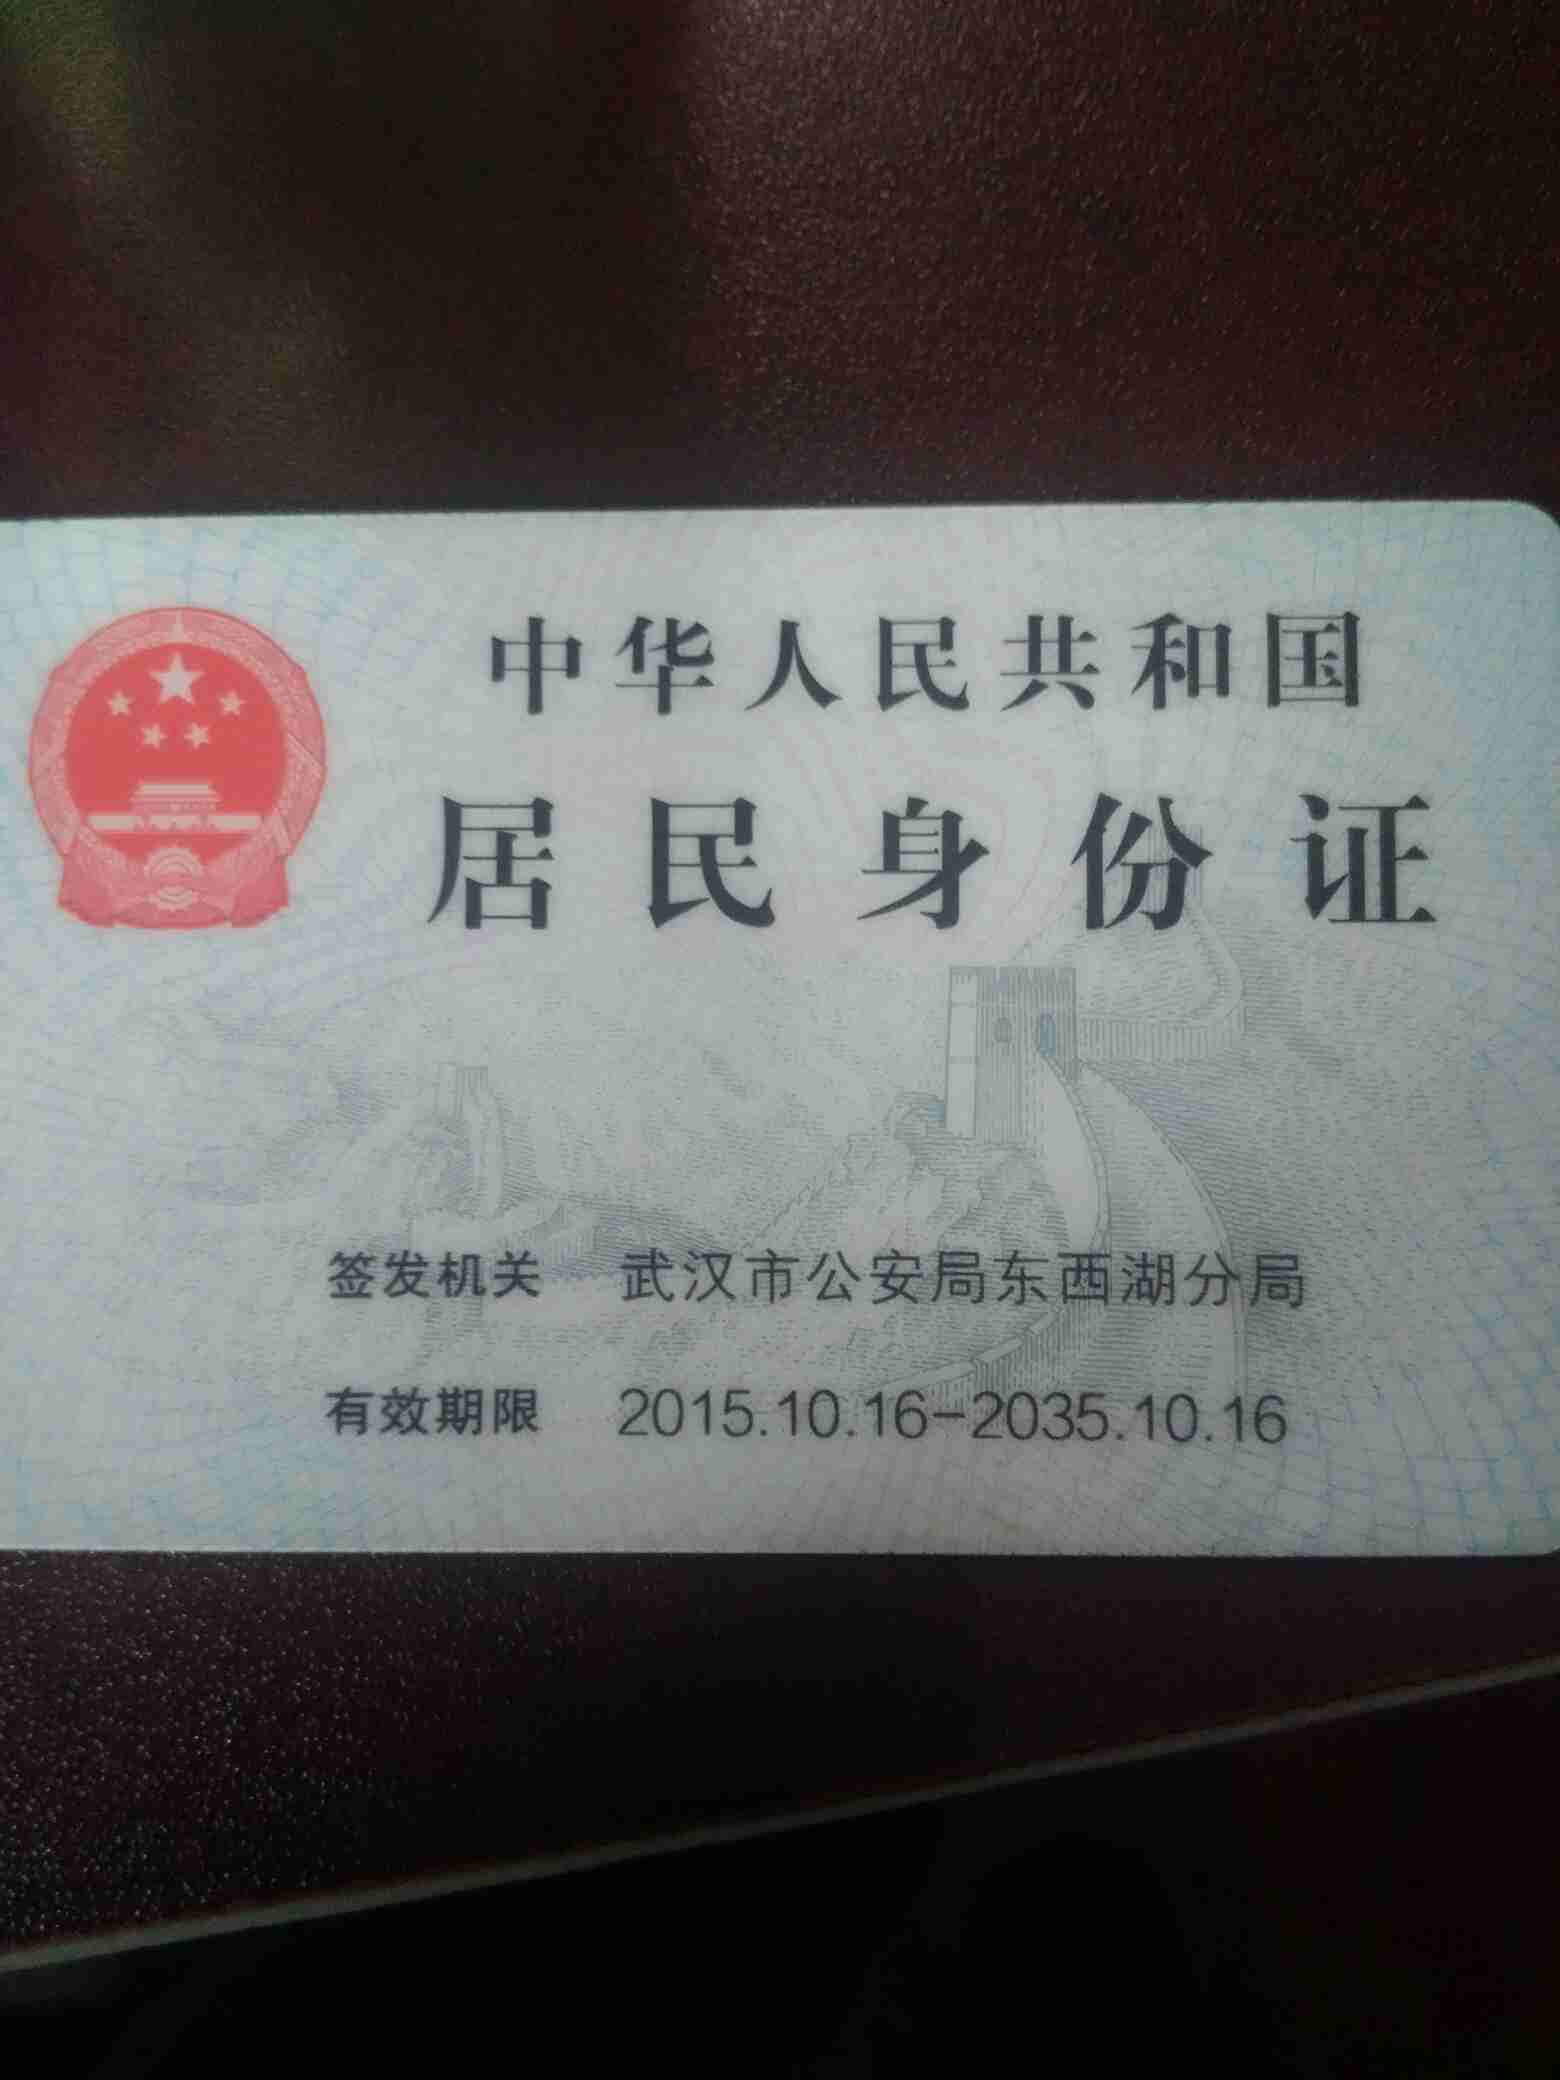 中华人民共和国
居民身份证
签发机关 武汉市公安局东西湖分局
有效期限 2015.10.16-2035.10.16